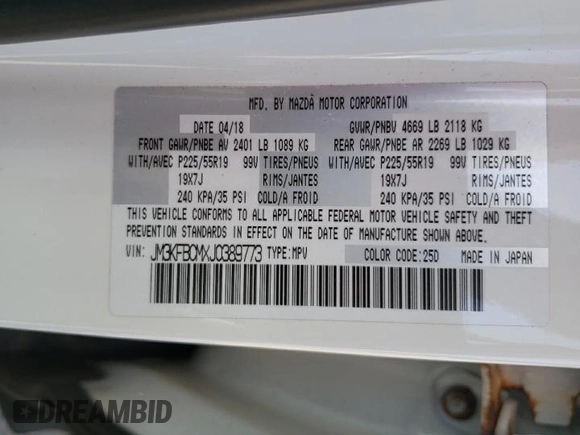 MFD. BY MAZDA MOTOR CORPORATION
DATE 04/18 GVWR/PNBV 4669 LB 2118 KG
FRONT GAWR/PNBE AV 2401 LB 1089 KG REAR GAWR/PNBE AR 2269 LB 1029 KG
WITH/AVEC P225/55R19 99V TIRES/PNEUS WITH/AVEC P225/55R19 99V TIRES/PNEUS
19X7J RIMS/JANTES 19X7J RIMS/JANTES
240 KPA/35 PSI COLD/A FROID 240 KPA/35 PSI COLD/A FROID
THIS VEHICLE CONFORMS TO ALL APPLICABLE FEDERAL MOTOR VEHICLE SAFETY AND THEFT
PREVENTION STANDARDS IN EFFECT ON THE DATE OF MANUFACTURE SHOWN ABOVE.
VIN: JM3KFBCMXJ0389773 TYPE:MPV COLOR CODE:25D MADE IN JAPAN
DREAMBID